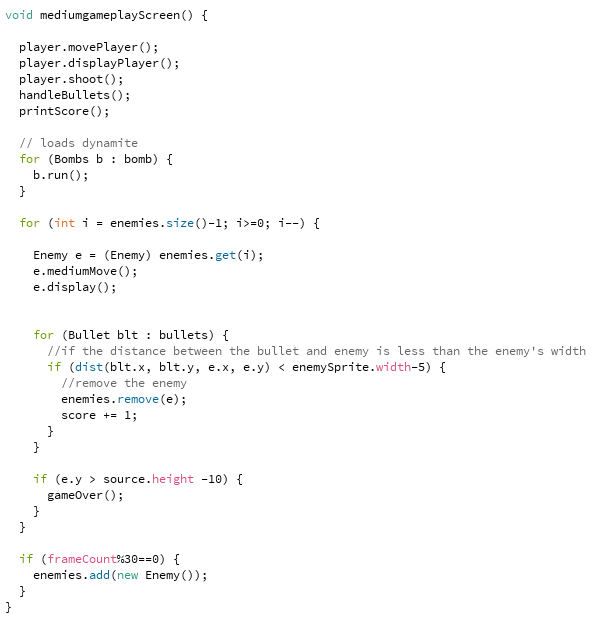 void mediumgameplayScreen() {
player.movePlayer();
player.displayPlayer();
player.shoot();
handleBullets();
printScore();
// loads dynamite
for (Bombs b : bomb) {
b.run();
}
for (int i = enemies.size()-1; i>=0; i--) {
Enemy e = (Enemy) enemies.get(i);
e.mediumMove();
e.display();
for (Bullet blt : bullets) {
//if the distance between the bullet and enemy is less than the enemy's width
if (dist(blt.x, blt.y, e.x, e.y) < enemySprite.width-5) {
//remove the enemy
enemies.remove(e);
score += 1;
}
}
if (e.y > source.height -10) {
gameOver();
}
}
if (frameCount%30==0) {
enemies.add(new Enemy());
}
}